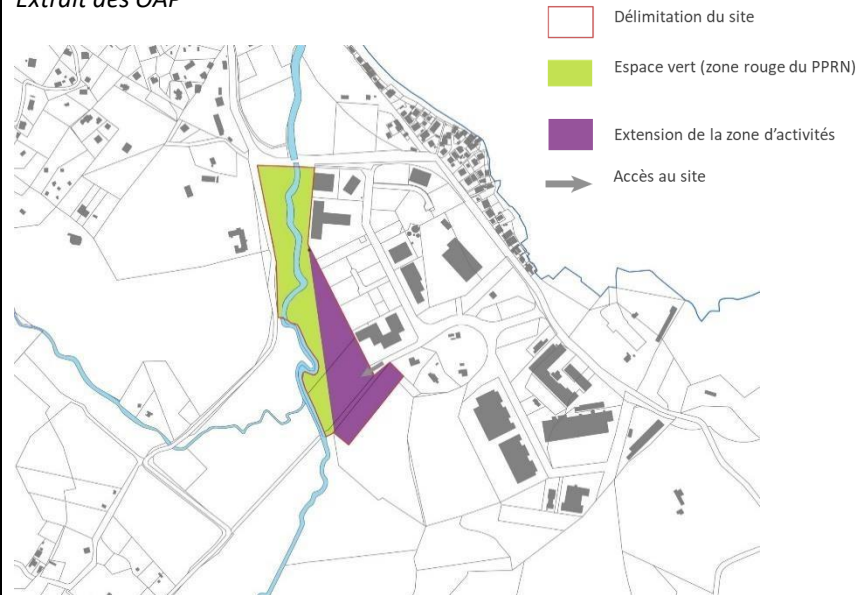 Extrait des OAP
Délimitation du site
Espace vert (zone rouge du PPRN)
Extension de la zone d'activités
Accès au site